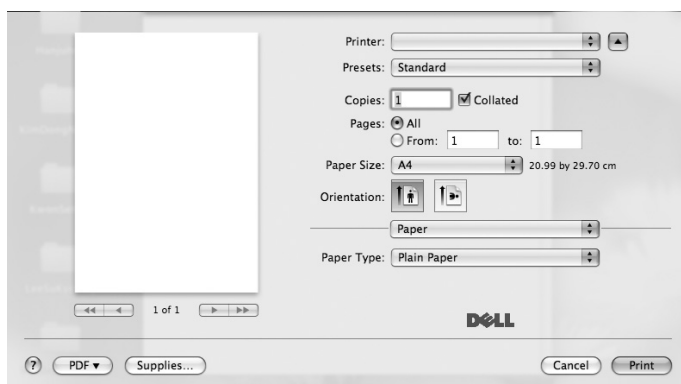 Printer:
Presets: Standard
Copies: 1 Collated
Pages: All
From: 1 to: 1
Paper Size: A4 20.99 by 29.70 cm
Orientation:
Paper
Paper Type: Plain Paper
1 of 1
DELL
? PDF Supplies... Cancel Print